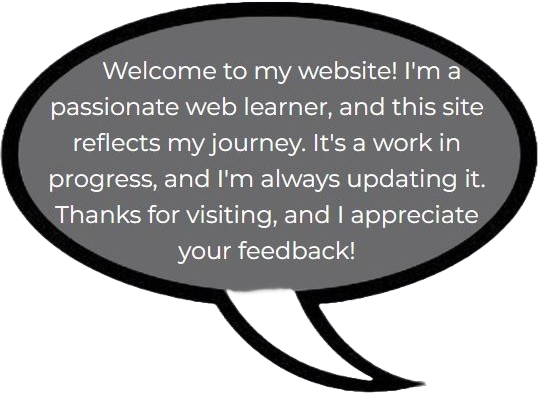 Welcome to my website! I'm a
passionate web learner, and this site
reflects my journey. It's a work in
progress, and I'm always updating it.
Thanks for visiting, and I appreciate
your feedback!